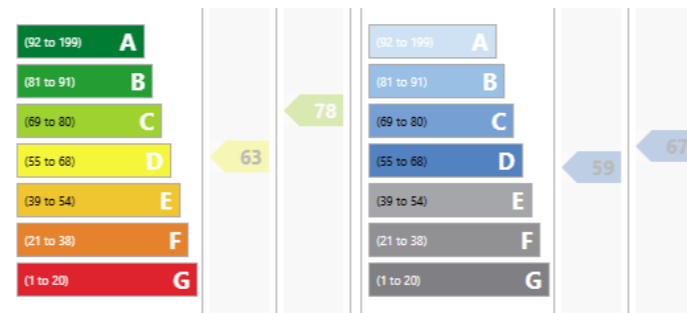 (92 to 199) A
(81 to 91) B
(69 to 80) C
(55 to 68) D
(39 to 54) E
(21 to 38) F
(1 to 20) G
63
78
(92 to 199) A
(81 to 91) B
(69 to 80) C
(55 to 68) D
(39 to 54) E
(21 to 38) F
(1 to 20) G
59
67